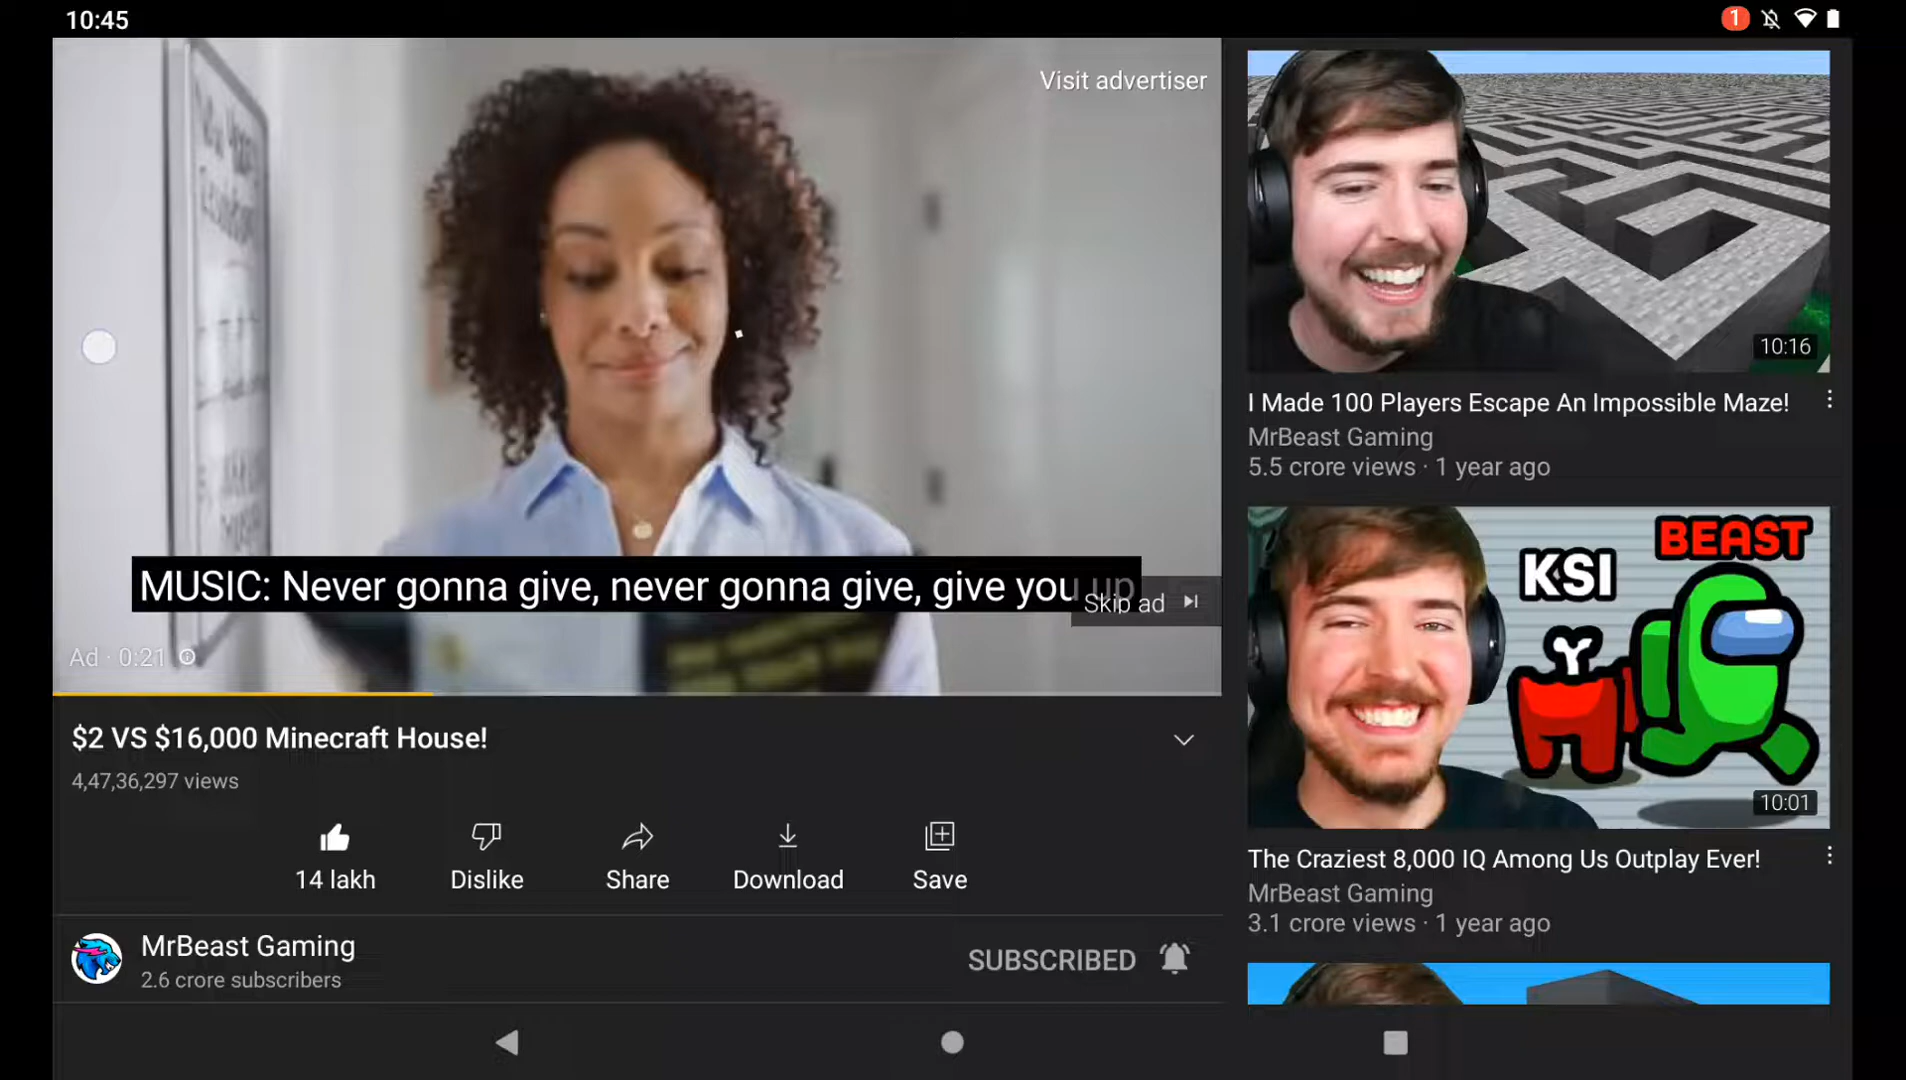 10:45
1
Visit advertiser
MUSIC: Never gonna give, never gonna give, give you up
Skip ad
Ad · 0:21
$2 VS $16,000 Minecraft House!
4,47,36,297 views
14 lakh
Dislike
Share
Download
Save
MrBeast Gaming
2.6 crore subscribers
SUBSCRIBED
10:16
I Made 100 Players Escape An Impossible Maze!
MrBeast Gaming
5.5 crore views · 1 year ago
BEAST
KSI
Y
10:01
The Craziest 8,000 IQ Among Us Outplay Ever!
MrBeast Gaming
3.1 crore views · 1 year ago